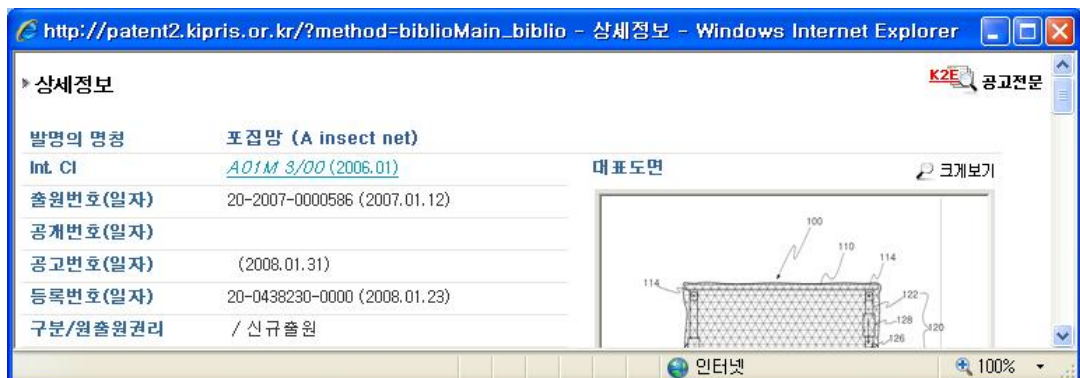 http://patent2.kipris.or.kr/?method=biblioMain_biblio - 상세정보 - Windows Internet Explorer
상세정보
K2E 공고전문
발명의 명칭 포집망 (A insect net)
Int. Cl A01M 3/00 (2006.01)
대표도면 크게보기
출원번호(일자) 20-2007-0000586 (2007.01.12)
공개번호(일자)
공고번호(일자) (2008.01.31)
등록번호(일자) 20-0438230-0000 (2008.01.23)
구분/원출원권리 / 신규출원
100
110
114
114
122
128
120
126
인터넷 100%